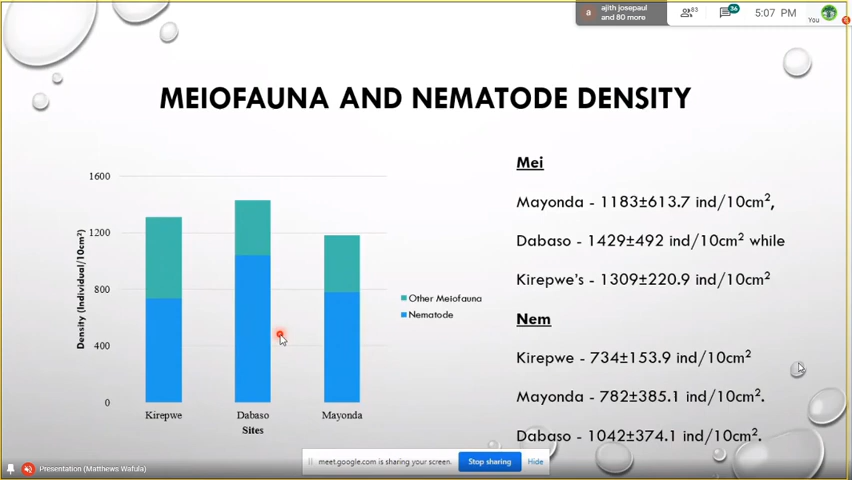 a
ajith josepaul
and 80 more
83
36
5:07 PM
You
MEIOFAUNA AND NEMATODE DENSITY
Density (Individual/10cm²)
1600
1200
800
400
0
Kirepwe
Dabaso
Mayonda
Sites
Other Meiofauna
Nematode
Mei
Mayonda - 1183±613.7 ind/10cm²,
Dabaso - 1429±492 ind/10cm² while
Kirepwe's - 1309±220.9 ind/10cm²
Nem
Kirepwe - 734±153.9 ind/10cm²
Mayonda - 782±385.1 ind/10cm².
Dabaso - 1042±374.1 ind/10cm².
Presentation (Matthews Wafula)
meet.google.com is sharing your screen.
Stop sharing
Hide